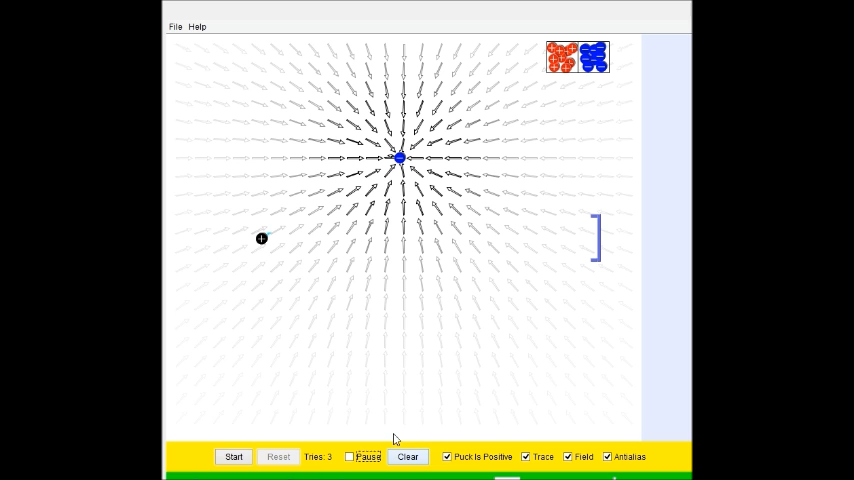 File Help
Start Reset Tries: 3 Pause Clear Puck Is Positive Trace Field Antialias